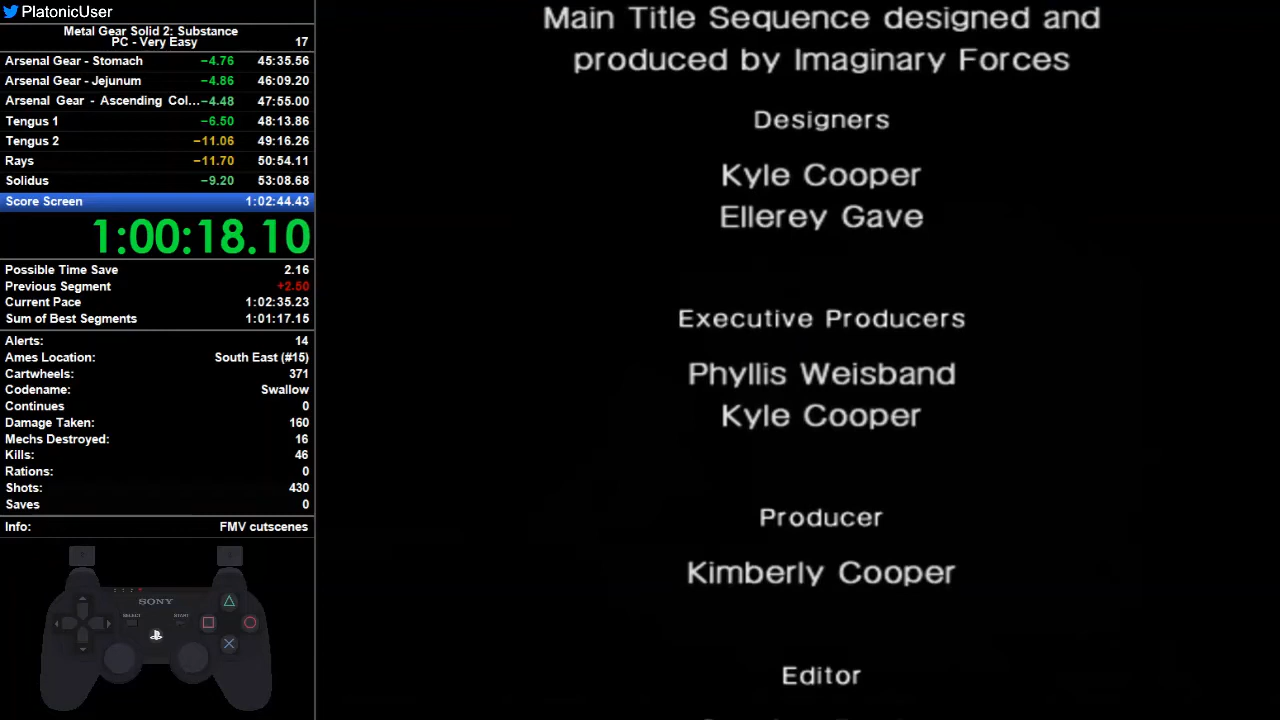 PlatonicUser
Metal Gear Solid 2: Substance
PC - Very Easy 17
Arsenal Gear - Stomach −4.76 45:35.56
Arsenal Gear - Jejunum −4.86 46:09.20
Arsenal Gear - Ascending Col... −4.48 47:55.00
Tengus 1 −6.50 48:13.86
Tengus 2 −11.06 49:16.26
Rays −11.70 50:54.11
Solidus −9.20 53:08.68
Score Screen 1:02:44.43
1:00:18.10
Possible Time Save 2.16
Previous Segment +2.50
Current Pace 1:02:35.23
Sum of Best Segments 1:01:17.15
Alerts: 14
Ames Location: South East (#15)
Cartwheels: 371
Codename: Swallow
Continues 0
Damage Taken: 160
Mechs Destroyed: 16
Kills: 46
Rations: 0
Shots: 430
Saves 0
Info: FMV cutscenes
SONY
SELECT START
Main Title Sequence designed and
produced by Imaginary Forces
Designers
Kyle Cooper
Ellerey Gave
Executive Producers
Phyllis Weisband
Kyle Cooper
Producer
Kimberly Cooper
Editor